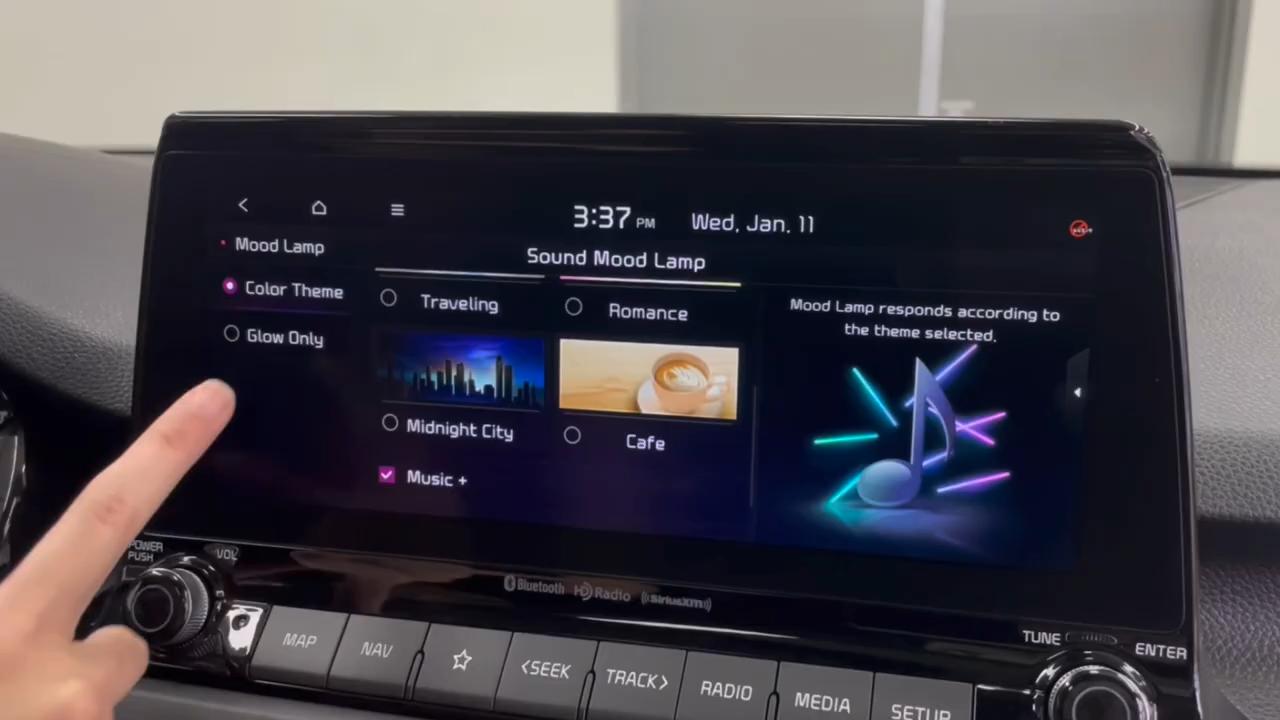 3:37 PM Wed, Jan. 11
Mood Lamp
Sound Mood Lamp
Color Theme
Glow Only
Traveling
Romance
Midnight City
Cafe
Music +
Mood Lamp responds according to
the theme selected.
POWER
PUSH
VOL
Bluetooth HD Radio ((SiriusXM))
TUNE
ENTER
MAP
NAV
<SEEK
TRACK>
RADIO
MEDIA
SETUP